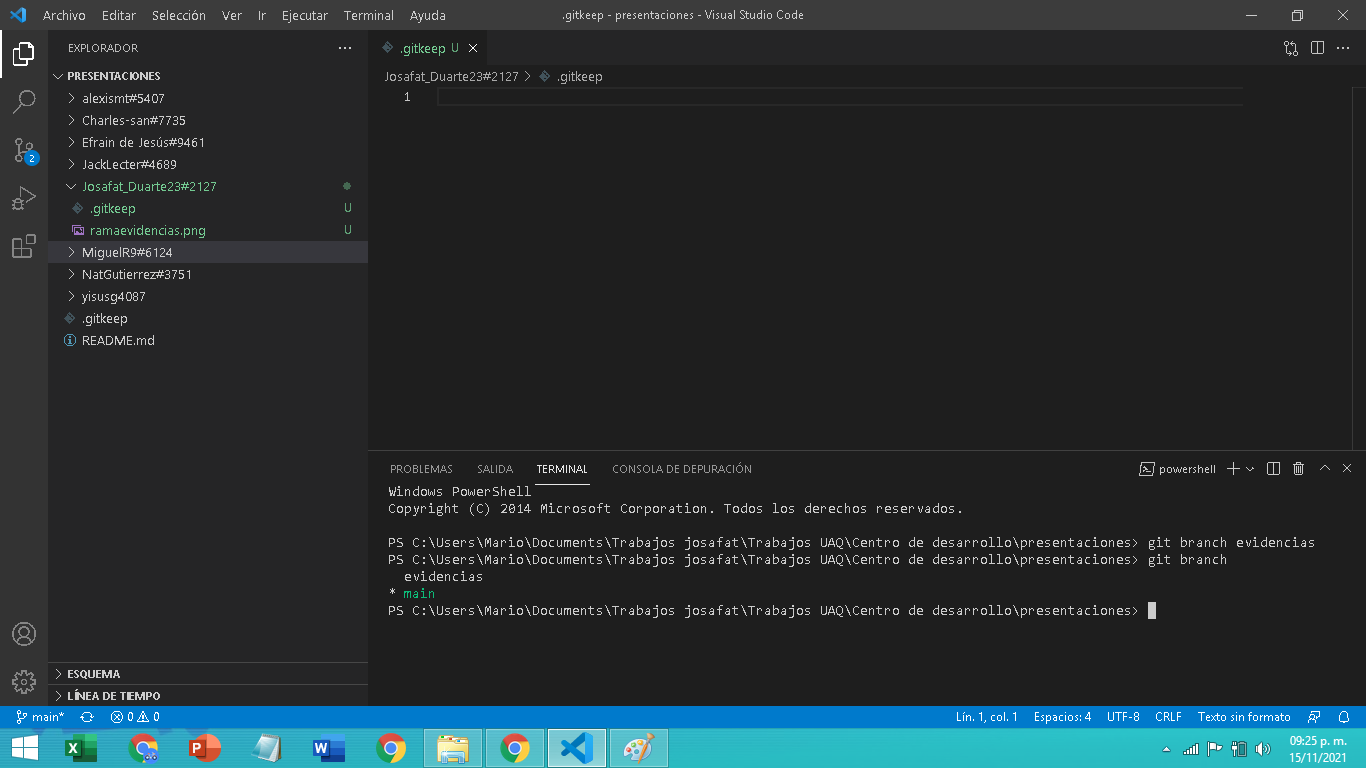 Archivo Editar Selección Ver Ir Ejecutar Terminal Ayuda
.gitkeep - presentaciones - Visual Studio Code
EXPLORADOR
PRESENTACIONES
alexismt#5407
Charles-san#7735
Efrain de Jesús#9461
JackLecter#4689
Josafat_Duarte23#2127
.gitkeep U
ramaevidencias.png U
MiguelR9#6124
NatGutierrez#3751
yisusg4087
.gitkeep
README.md
ESQUEMA
LÍNEA DE TIEMPO
2
.gitkeep U
Josafat_Duarte23#2127 > .gitkeep
1
PROBLEMAS SALIDA TERMINAL CONSOLA DE DEPURACIÓN
powershell
Windows PowerShell
Copyright (C) 2014 Microsoft Corporation. Todos los derechos reservados.
PS C:\Users\Mario\Documents\Trabajos josafat\Trabajos UAQ\Centro de desarrollo\presentaciones> git branch evidencias
PS C:\Users\Mario\Documents\Trabajos josafat\Trabajos UAQ\Centro de desarrollo\presentaciones> git branch
evidencias
* main
PS C:\Users\Mario\Documents\Trabajos josafat\Trabajos UAQ\Centro de desarrollo\presentaciones>
main* 0 0
Lín. 1, col. 1 Espacios: 4 UTF-8 CRLF Texto sin formato
09:25 p. m.
15/11/2021